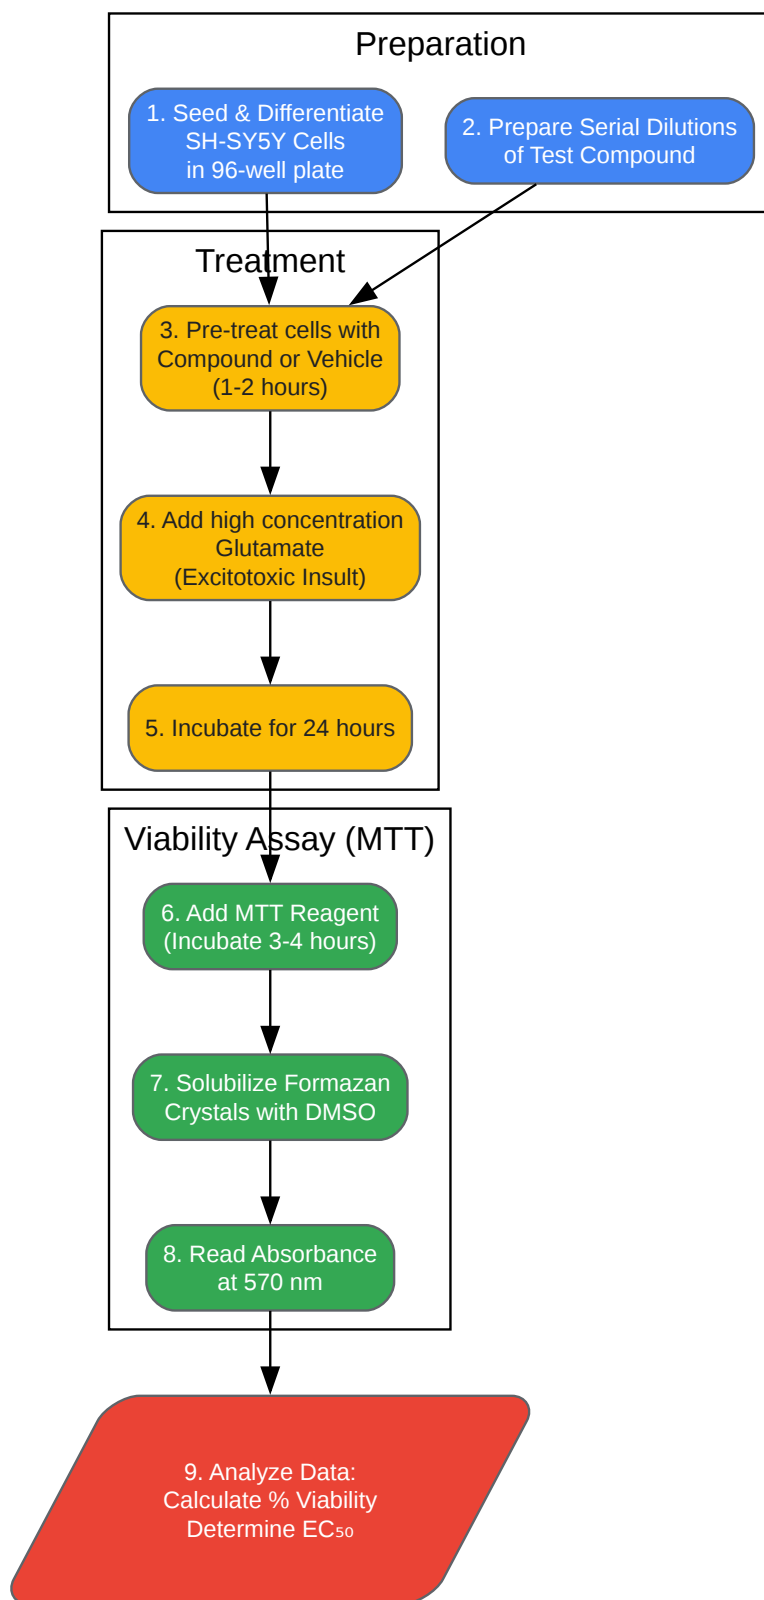 Preparation
1. Seed & Differentiate
SH-SY5Y Cells
in 96-well plate
2. Prepare Serial Dilutions
of Test Compound
Treatment
3. Pre-treat cells with
Compound or Vehicle
(1-2 hours)
4. Add high concentration
Glutamate
(Excitotoxic Insult)
5. Incubate for 24 hours
Viability Assay (MTT)
6. Add MTT Reagent
(Incubate 3-4 hours)
7. Solubilize Formazan
Crystals with DMSO
8. Read Absorbance
at 570 nm
9. Analyze Data:
Calculate % Viability
Determine EC₅₀